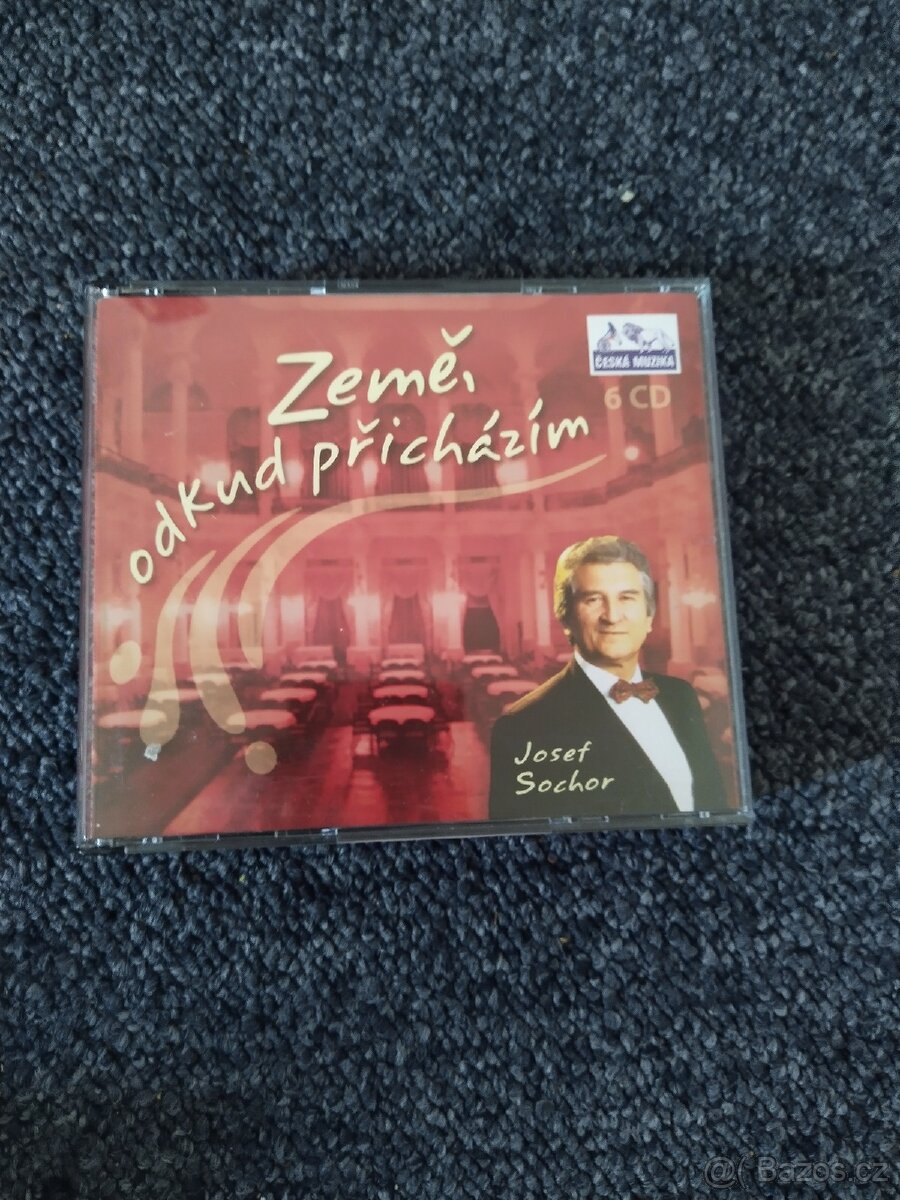 Země,
odkud přicházím
ČESKÁ MUZIKA
6 CD
Josef
Sochor
@ Bazos.cz